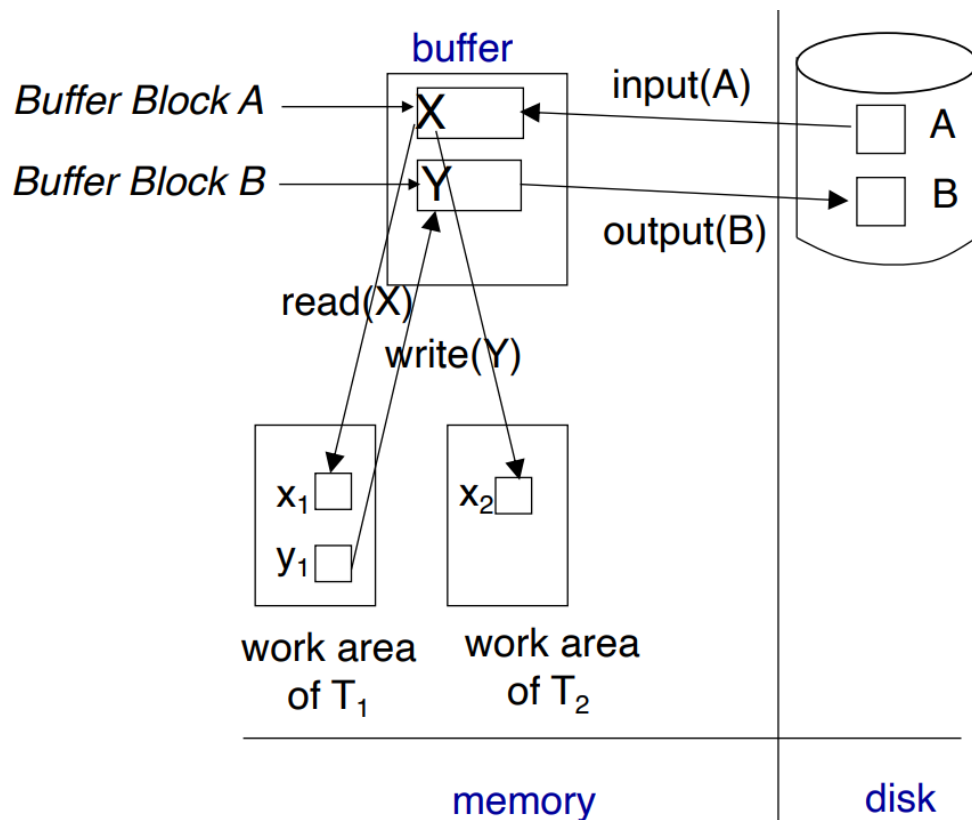 buffer
Buffer Block A
X
input(A)
A
Buffer Block B
Y
B
output(B)
read(X)
write(Y)
x₁
x₂
y₁
work area
of T₁
work area
of T₂
memory
disk